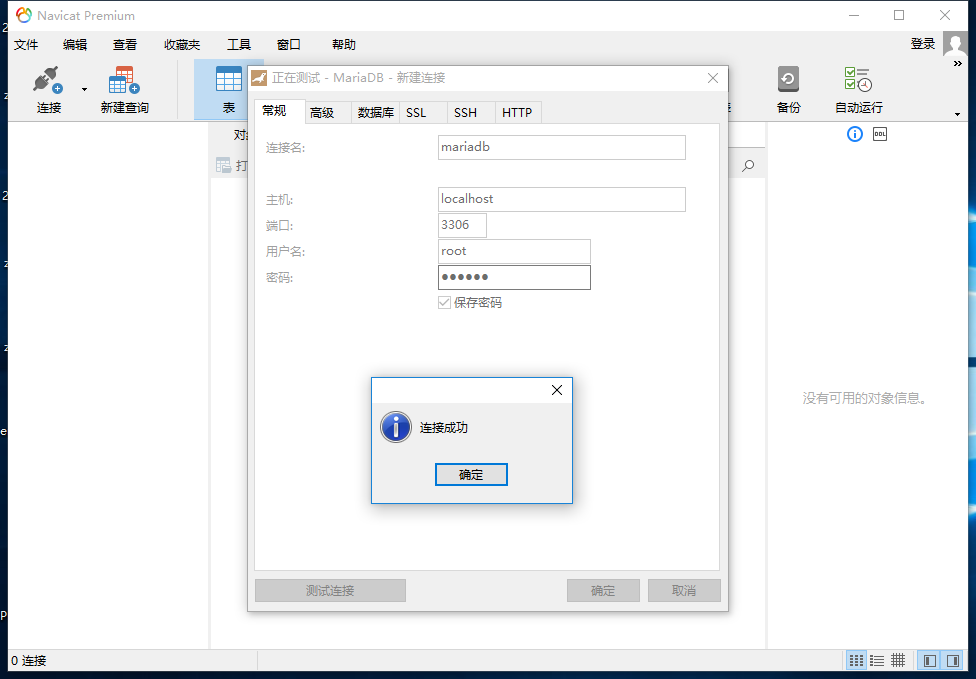 Navicat Premium
文件 编辑 查看 收藏夹 工具 窗口 帮助 登录
连接 新建查询 表 备份 自动运行
正在测试 - MariaDB - 新建连接
常规 高级 数据库 SSL SSH HTTP
连接名: mariadb
主机: localhost
端口: 3306
用户名: root
密码: ●●●●●●
保存密码
连接成功
确定
测试连接 确定 取消
没有可用的对象信息。
0 连接